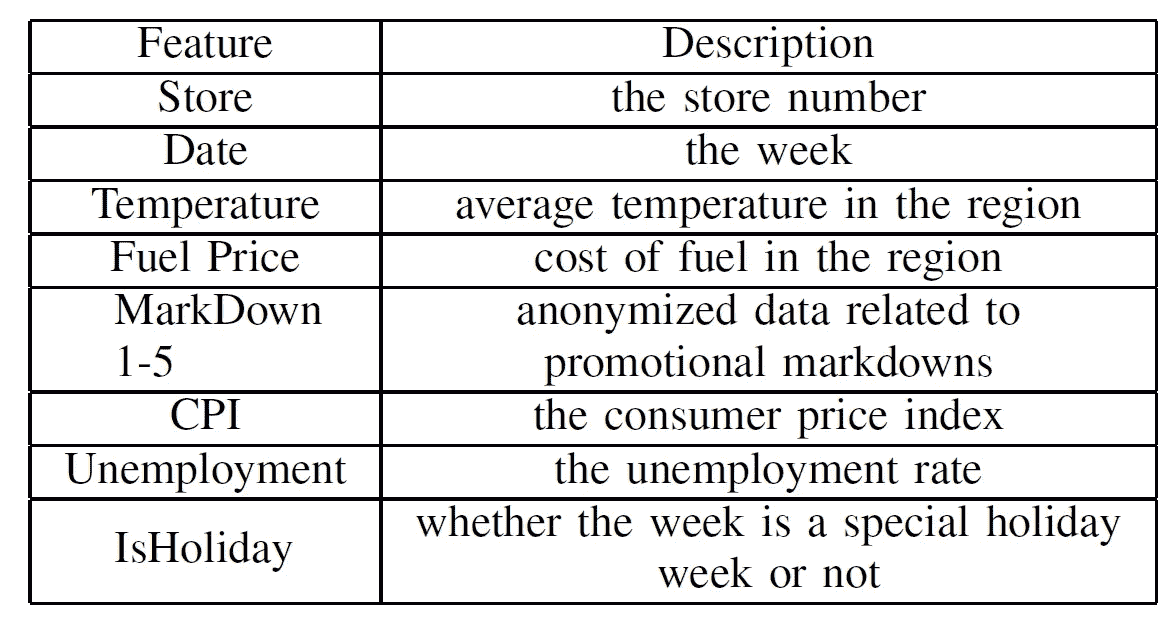 Feature Description
Store the store number
Date the week
Temperature average temperature in the region
Fuel Price cost of fuel in the region
MarkDown
1-5
anonymized data related to
promotional markdowns
CPI the consumer price index
Unemployment the unemployment rate
IsHoliday
whether the week is a special holiday
week or not